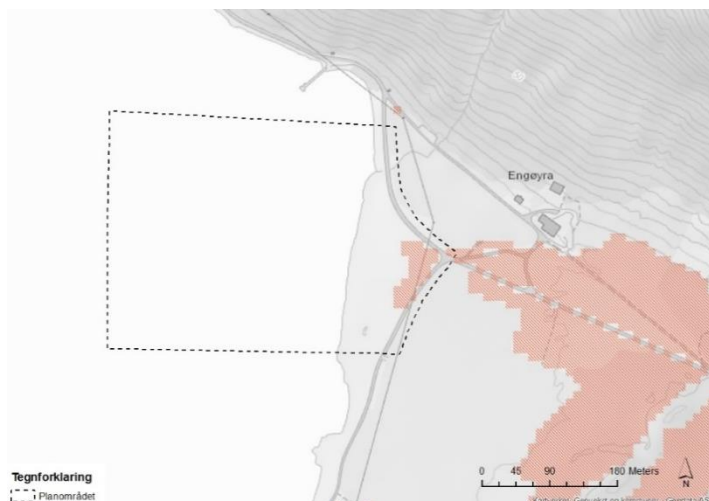 Engøyra
Tegnforklaring
Planområdet
0 45 90 180 Meters
N